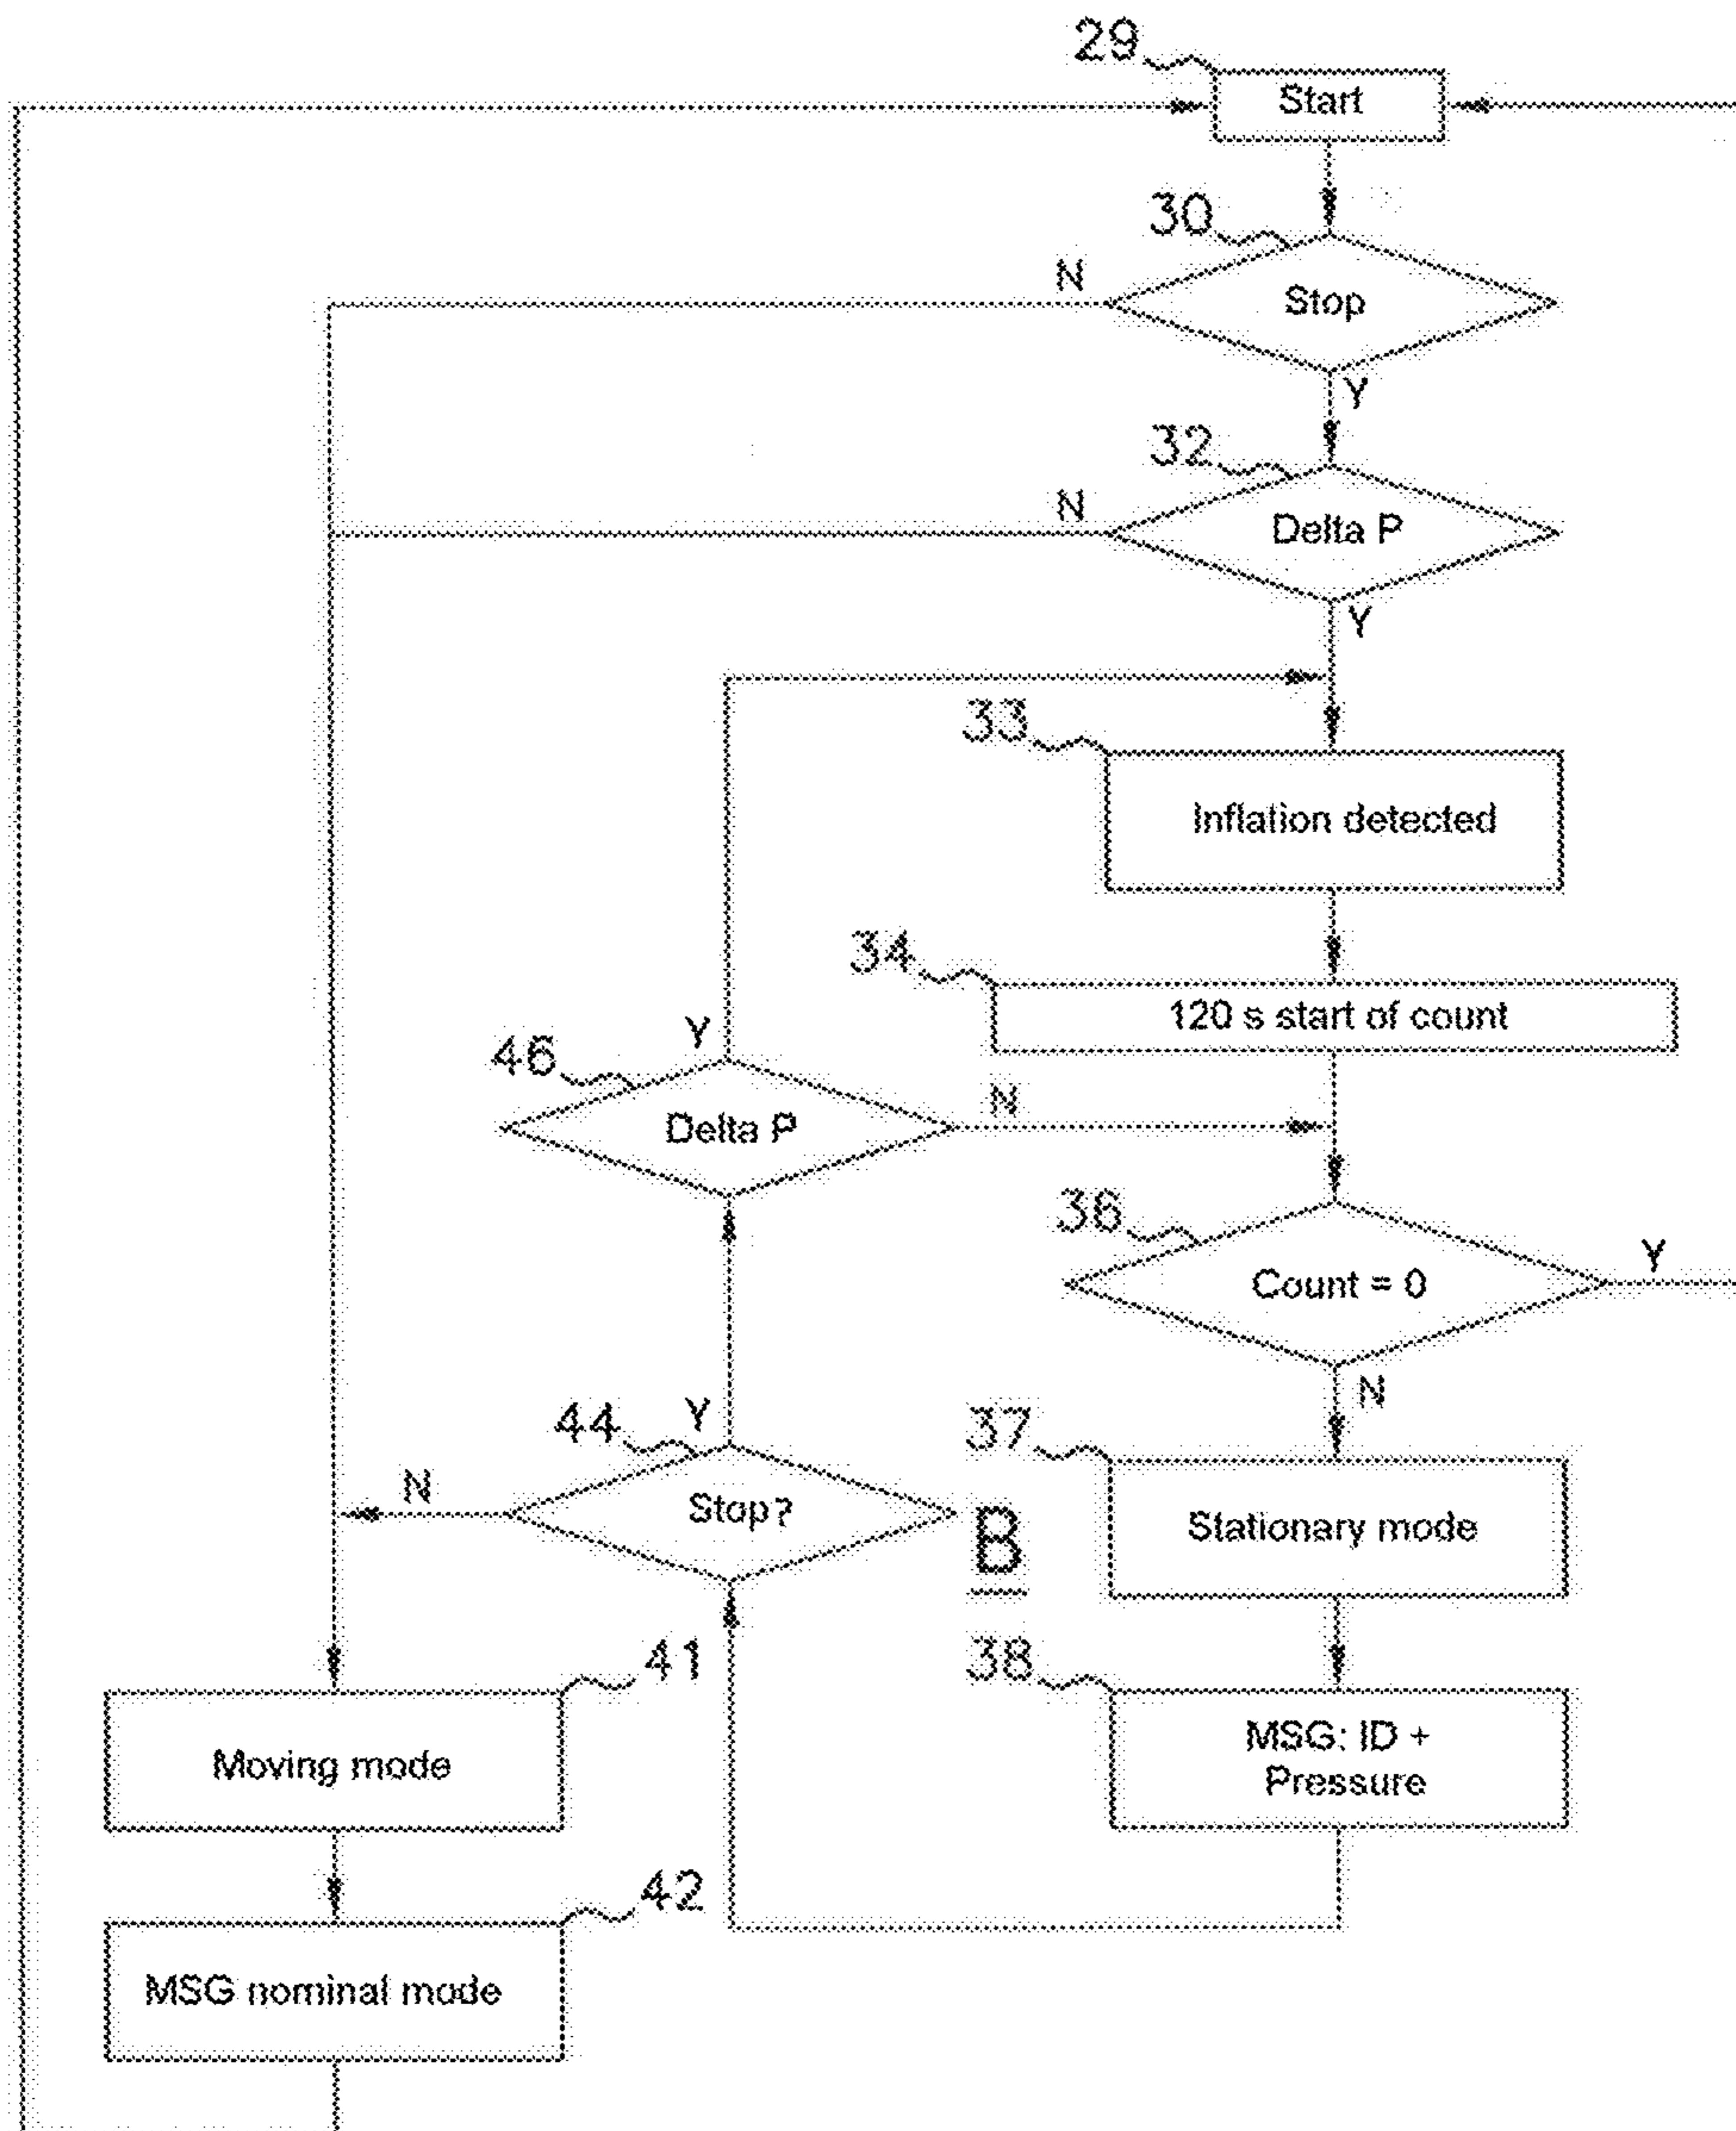 29
Start
30
N
Stop
Y
32
N
Delta P
Y
33
Inflation detected
34
120 s start of count
Y
46
N
Delta P
36
Y
Count = 0
N
44
Y
37
N
Stop?
B
Stationary mode
41
38
Moving mode
MSG: ID +
Pressure
42
MSG nominal mode